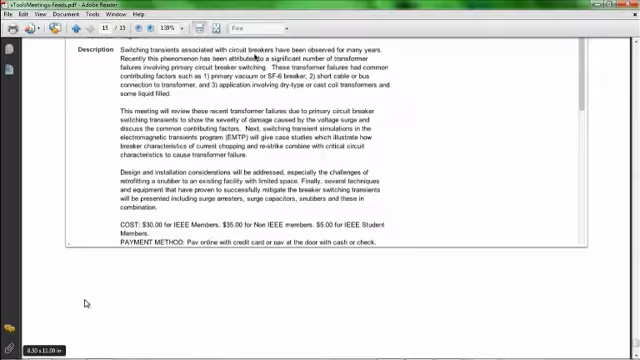 vToolsMeetings-Feeds.pdf - Adobe Reader
File Edit View Document Tools Window Help
15 / 15 139% Find
Description Switching transients associated with circuit breakers have been observed for many years.
Recently this phenomenon has been attributed to a significant number of transformer
failures involving primary circuit breaker switching. These transformer failures had common
contributing factors such as 1) primary vacuum or SF-6 breaker, 2) short cable or bus
connection to transformer, and 3) application involving dry-type or cast coil transformers and
some liquid filled.
This meeting will review these recent transformer failures due to primary circuit breaker
switching transients to show the severity of damage caused by the voltage surge and
discuss the common contributing factors. Next, switching transient simulations in the
electromagnetic transients program (EMTP) will give case studies which illustrate how
breaker characteristics of current chopping and re-strike combine with critical circuit
characteristics to cause transformer failure.
Design and installation considerations will be addressed, especially the challenges of
retrofitting a snubber to an existing facility with limited space. Finally, several techniques
and equipment that have proven to successfully mitigate the breaker switching transients
will be presented including surge arresters, surge capacitors, snubbers and these in
combination.
COST: $30.00 for IEEE Members. $35.00 for Non IEEE members. $5.00 for IEEE Student
Members.
PAYMENT METHOD: Pay online with credit card or pay at the door with cash or check.
8.50 x 11.00 in